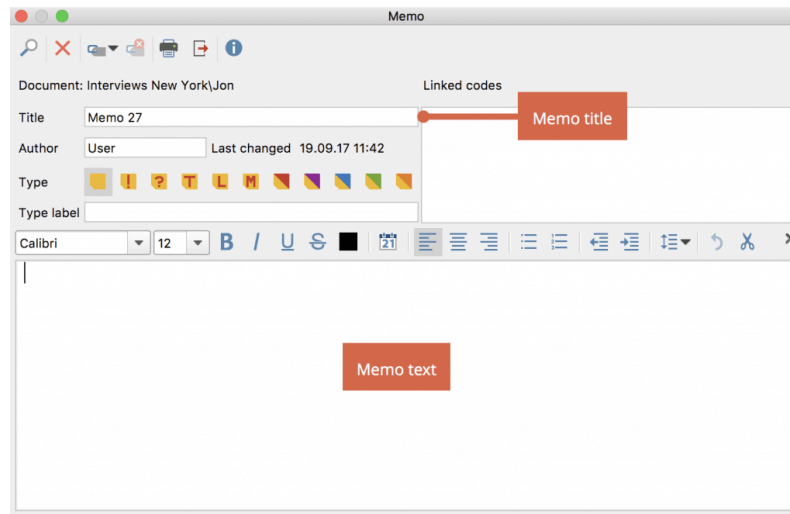 Memo
Document: Interviews New York\Jon
Linked codes
Title
Memo 27
Memo title
Author
User
Last changed 19.09.17 11:42
Type
! ? T L M
Type label
Calibri
12
B I U S
21
Memo text